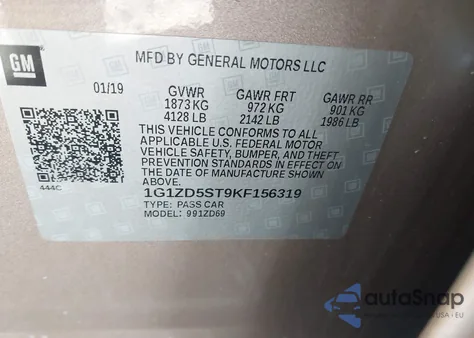 GM
MFD BY GENERAL MOTORS LLC
01/19
GVWR GAWR FRT GAWR RR
1873 KG 972 KG 901 KG
4128 LB 2142 LB 1986 LB
THIS VEHICLE CONFORMS TO ALL
APPLICABLE U.S. FEDERAL MOTOR
VEHICLE SAFETY, BUMPER, AND THEFT
PREVENTION STANDARDS IN EFFECT
ON THE DATE OF MANUFACTURE SHOWN
ABOVE.
444C
1G1ZD5ST9KF156319
TYPE: PASS CAR
MODEL: 991ZD69
autoSnap